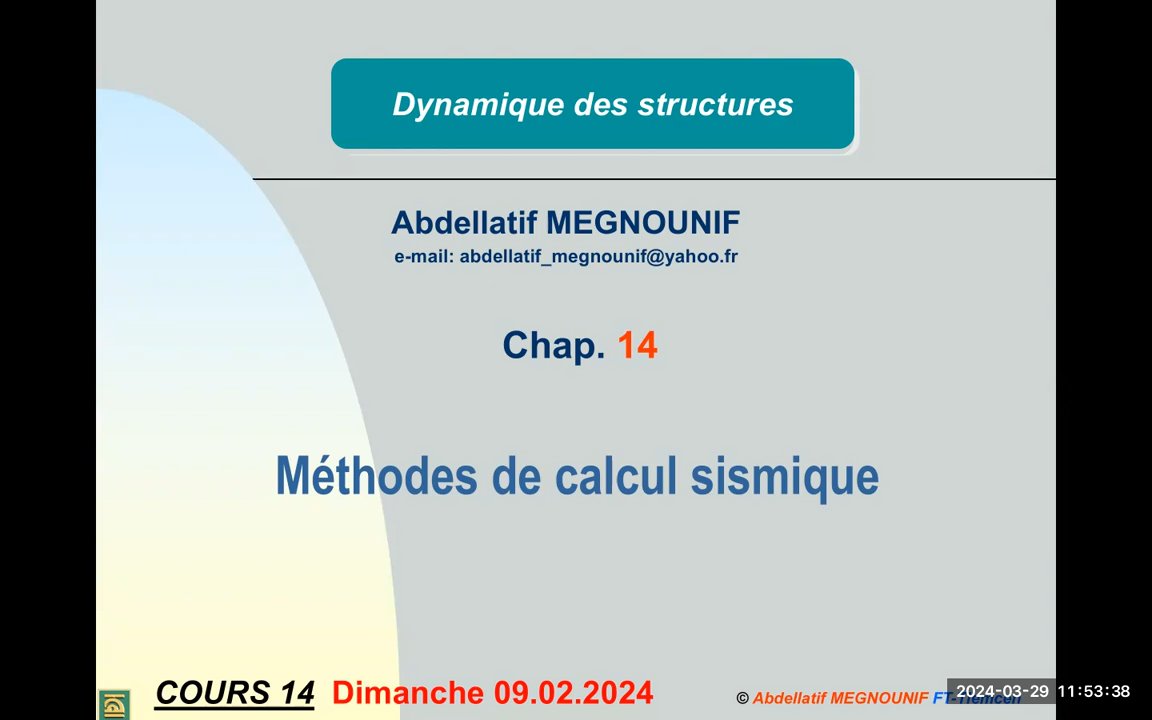 Dynamique des structures
Abdellatif MEGNOUNIF
e-mail: abdellatif_megnounif@yahoo.fr
Chap. 14
Méthodes de calcul sismique
COURS 14 Dimanche 09.02.2024
© Abdellatif MEGNOUNIF
2024-03-29 11:53:38